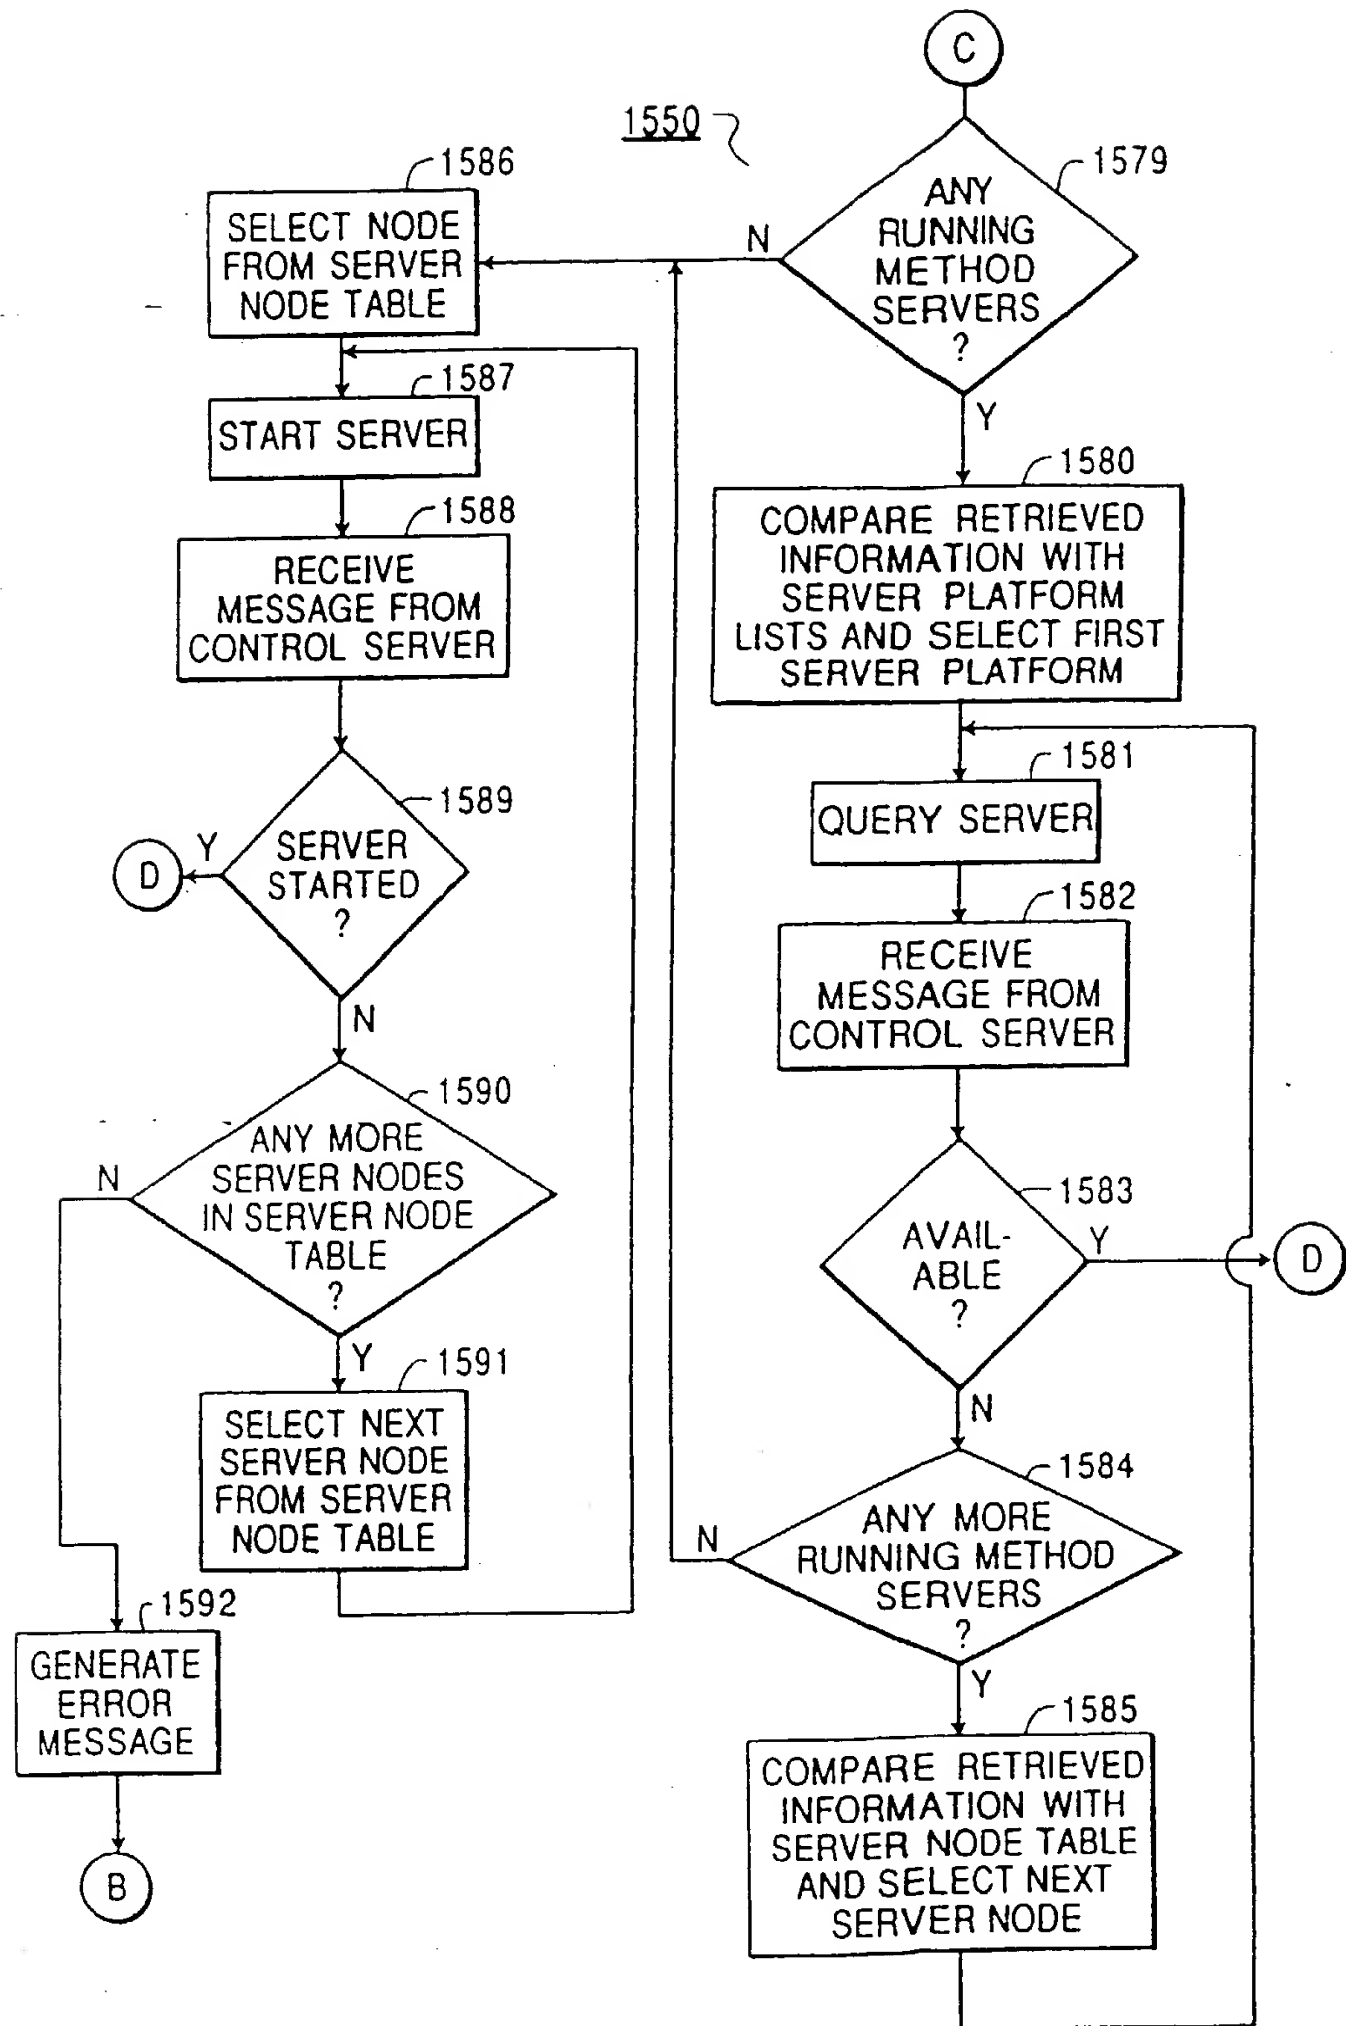 C
1550
1579
ANY
RUNNING
METHOD
SERVERS
?
N
Y
1580
COMPARE RETRIEVED
INFORMATION WITH
SERVER PLATFORM
LISTS AND SELECT FIRST
SERVER PLATFORM
1581
QUERY SERVER
1582
RECEIVE
MESSAGE FROM
CONTROL SERVER
1583
AVAIL-
ABLE
?
Y
D
N
1584
ANY MORE
RUNNING METHOD
SERVERS
?
N
Y
1585
COMPARE RETRIEVED
INFORMATION WITH
SERVER NODE TABLE
AND SELECT NEXT
SERVER NODE
1586
SELECT NODE
FROM SERVER
NODE TABLE
1587
START SERVER
1588
RECEIVE
MESSAGE FROM
CONTROL SERVER
1589
SERVER
STARTED
?
Y
D
N
1590
ANY MORE
SERVER NODES
IN SERVER NODE
TABLE
?
N
Y
1591
SELECT NEXT
SERVER NODE
FROM SERVER
NODE TABLE
1592
GENERATE
ERROR
MESSAGE
B